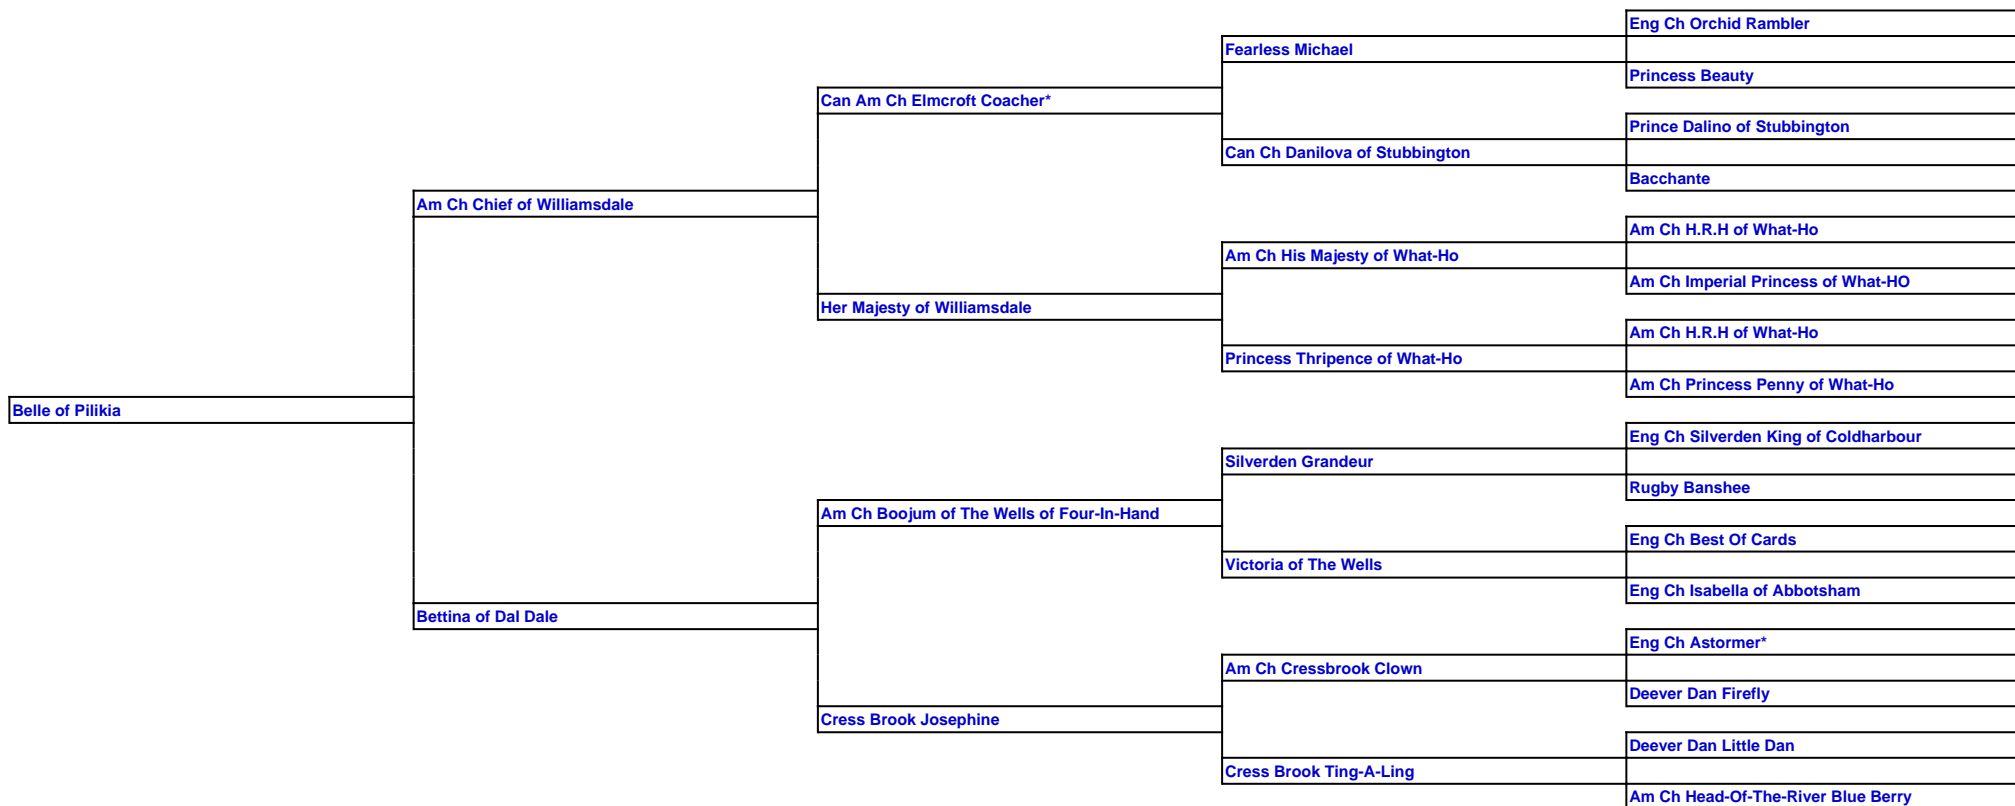 Eng Ch Orchid Rambler
Fearless Michael
Princess Beauty
Can Am Ch Elmcroft Coacher*
Prince Dalino of Stubbington
Can Ch Danilova of Stubbington
Bacchante
Am Ch Chief of Williamsdale
Am Ch H.R.H of What-Ho
Am Ch His Majesty of What-Ho
Am Ch Imperial Princess of What-HO
Her Majesty of Williamsdale
Am Ch H.R.H of What-Ho
Princess Thripence of What-Ho
Am Ch Princess Penny of What-Ho
Belle of Pilikia
Eng Ch Silverden King of Coldharbour
Silverden Grandeur
Rugby Banshee
Am Ch Boojum of The Wells of Four-In-Hand
Eng Ch Best Of Cards
Victoria of The Wells
Eng Ch Isabella of Abbotsham
Bettina of Dal Dale
Eng Ch Astormer*
Am Ch Cressbrook Clown
Deever Dan Firefly
Cress Brook Josephine
Deever Dan Little Dan
Cress Brook Ting-A-Ling
Am Ch Head-Of-The-River Blue Berry